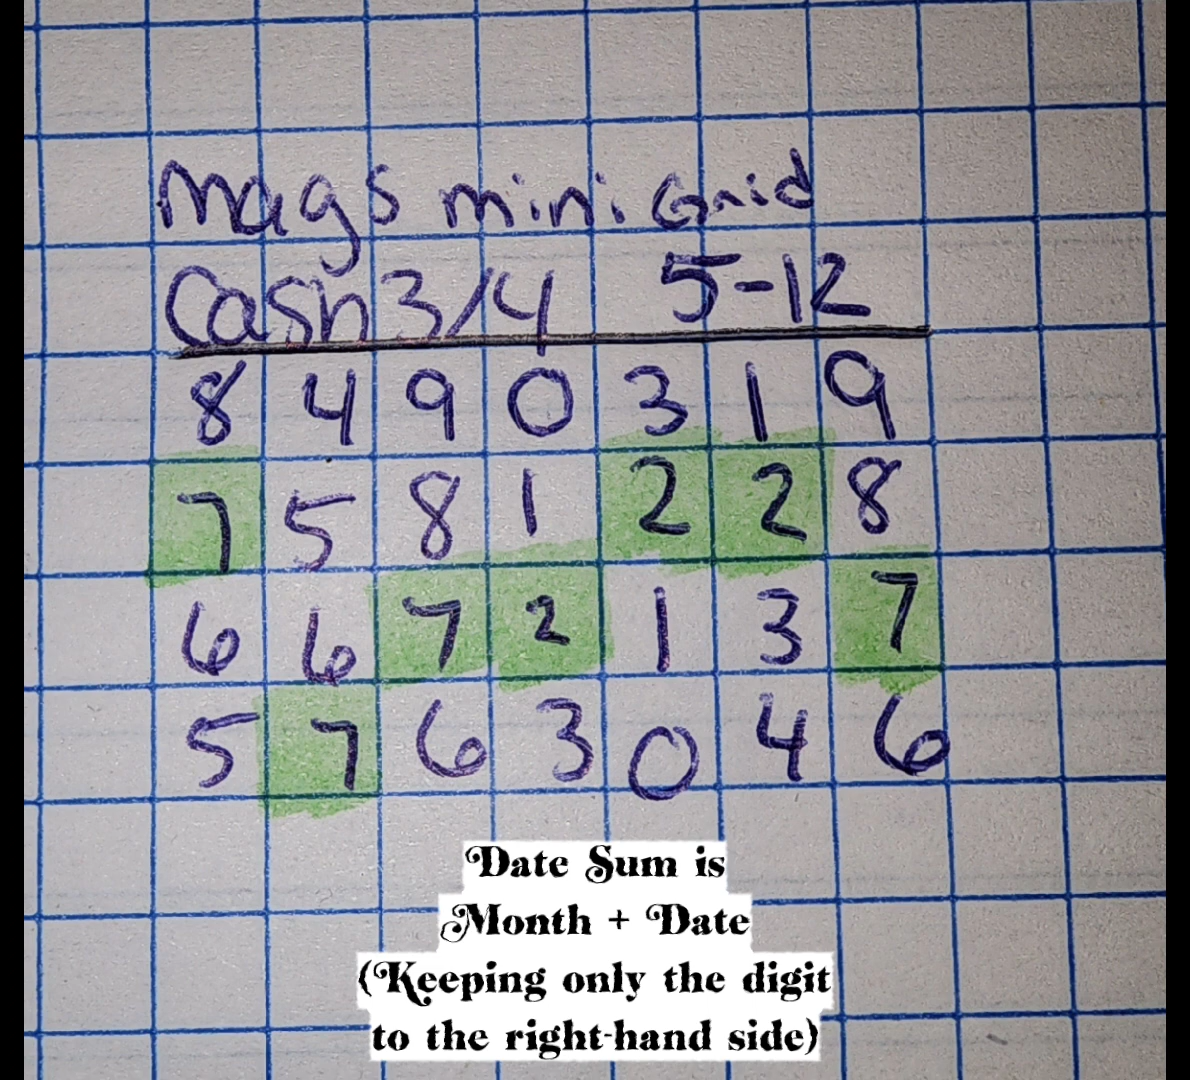 Mags mini Grid
Cash 3/4 5-12
8 4 9 0 3 1 9
7 5 8 1 2 2 8
6 6 7 2 1 3 7
5 7 6 3 0 4 6
Date Sum is
Month + Date
(Keeping only the digit
to the right-hand side)